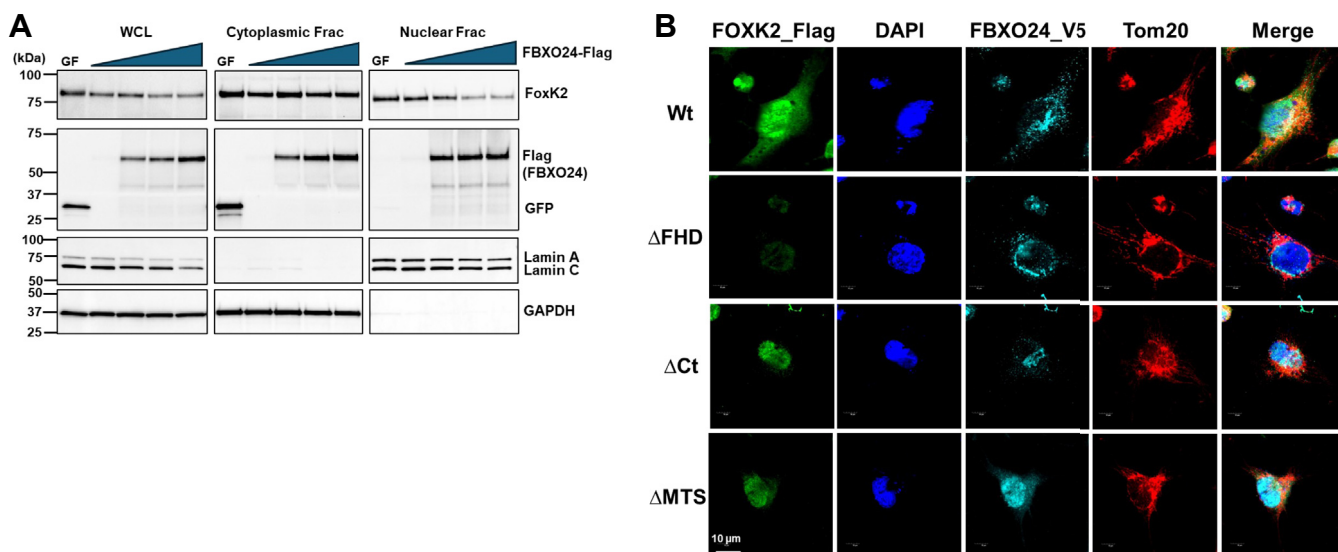 A
WCL
Cytoplasmic Frac
Nuclear Frac
(kDa)
GF
GF
GF
FBXO24-Flag
100
75
FoxK2
75
50
37
25
Flag
(FBXO24)
GFP
100
75
50
Lamin A
Lamin C
50
37
25
GAPDH
B
FOXK2_Flag
DAPI
FBXO24_V5
Tom20
Merge
Wt
ΔFHD
ΔCt
ΔMTS
10 µm